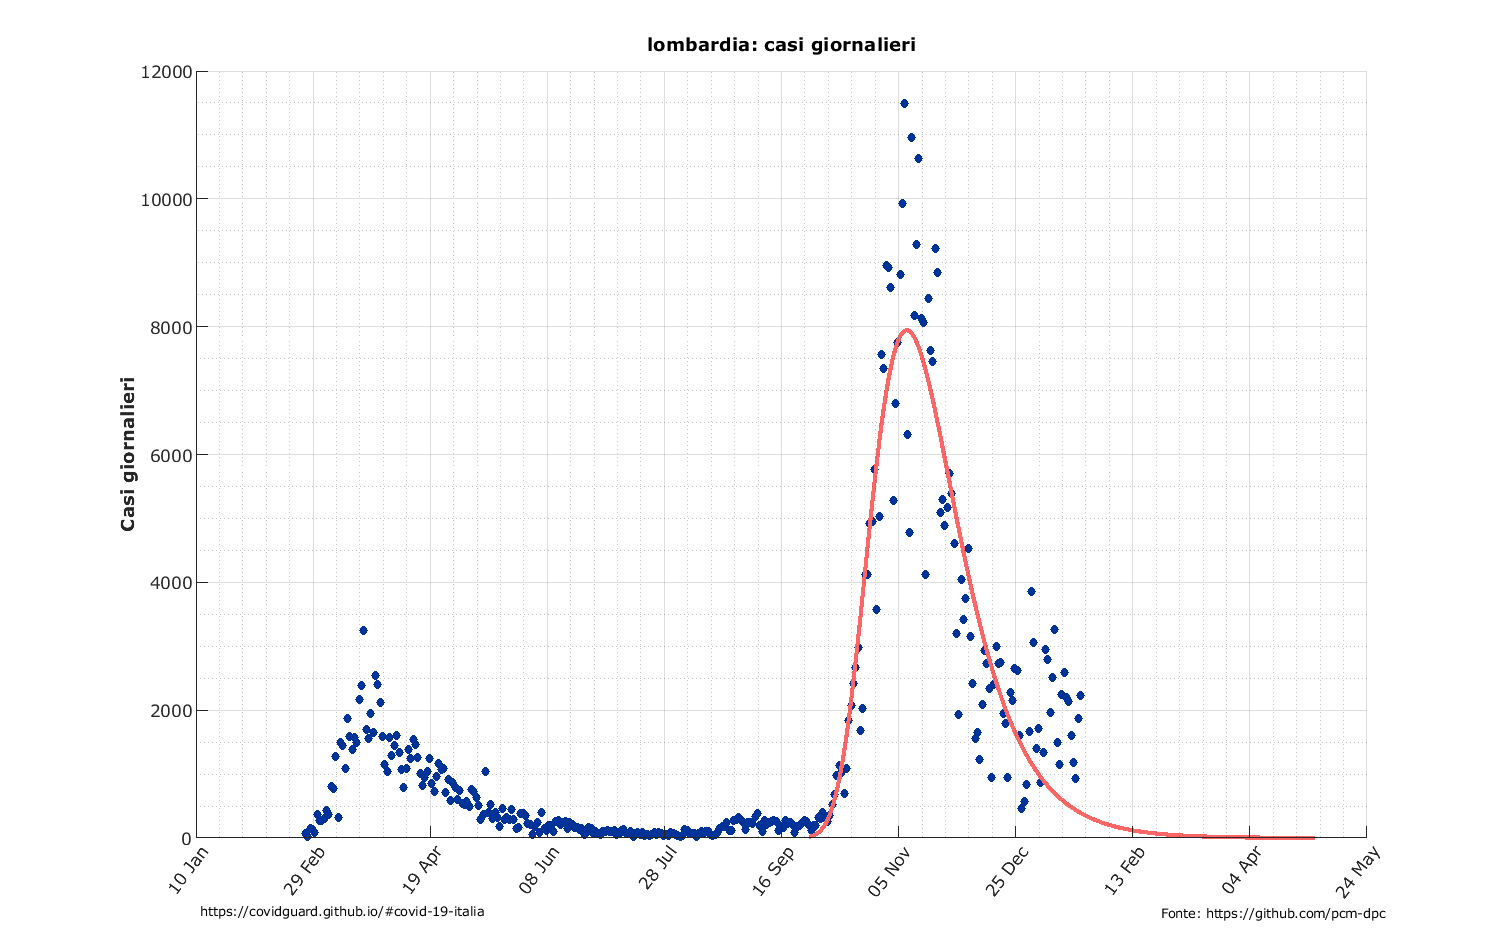 lombardia: casi giornalieri
12000
10000
8000
6000
4000
2000
0
Casi giornalieri
10 Jan
29 Feb
19 Apr
08 Jun
28 Jul
16 Sep
05 Nov
25 Dec
13 Feb
04 Apr
24 May
https://covidguard.github.io/#covid-19-italia
Fonte: https://github.com/pcm-dpc